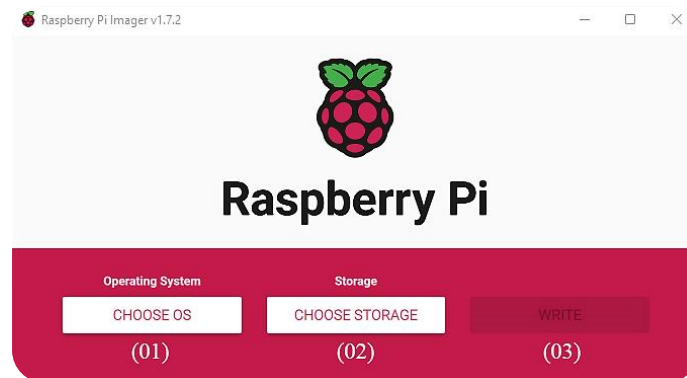 Raspberry Pi Imager v1.7.2
Raspberry Pi
Operating System Storage
CHOOSE OS CHOOSE STORAGE WRITE
(01) (02) (03)